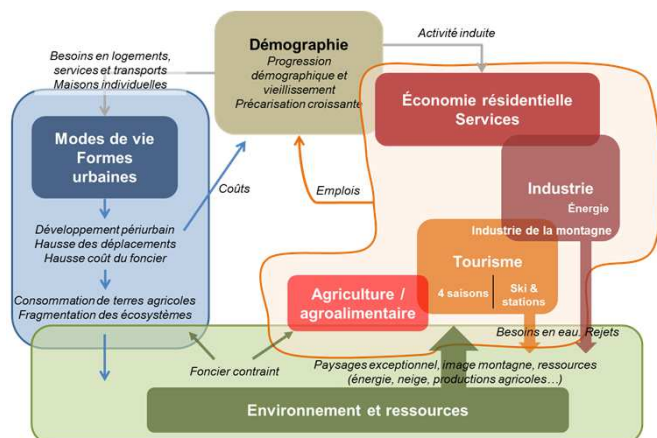 Besoins en logements,
services et transports
Maisons individuelles
Démographie
Progression
démographique et
vieillissement
Précarisation croissante
Activité induite
Économie résidentielle
Services
Modes de vie
Formes
urbaines
Coûts
Emplois
Industrie
Énergie
Industrie de la montagne
Développement périurbain
Hausse des déplacements
Hausse coût du foncier
Tourisme
4 saisons
Ski &
stations
Agriculture /
agroalimentaire
Consommation de terres agricoles
Fragmentation des écosystèmes
Besoins en eau. Rejets
Foncier contraint
Paysages exceptionnel, image montagne, ressources
(énergie, neige, productions agricoles…)
Environnement et ressources